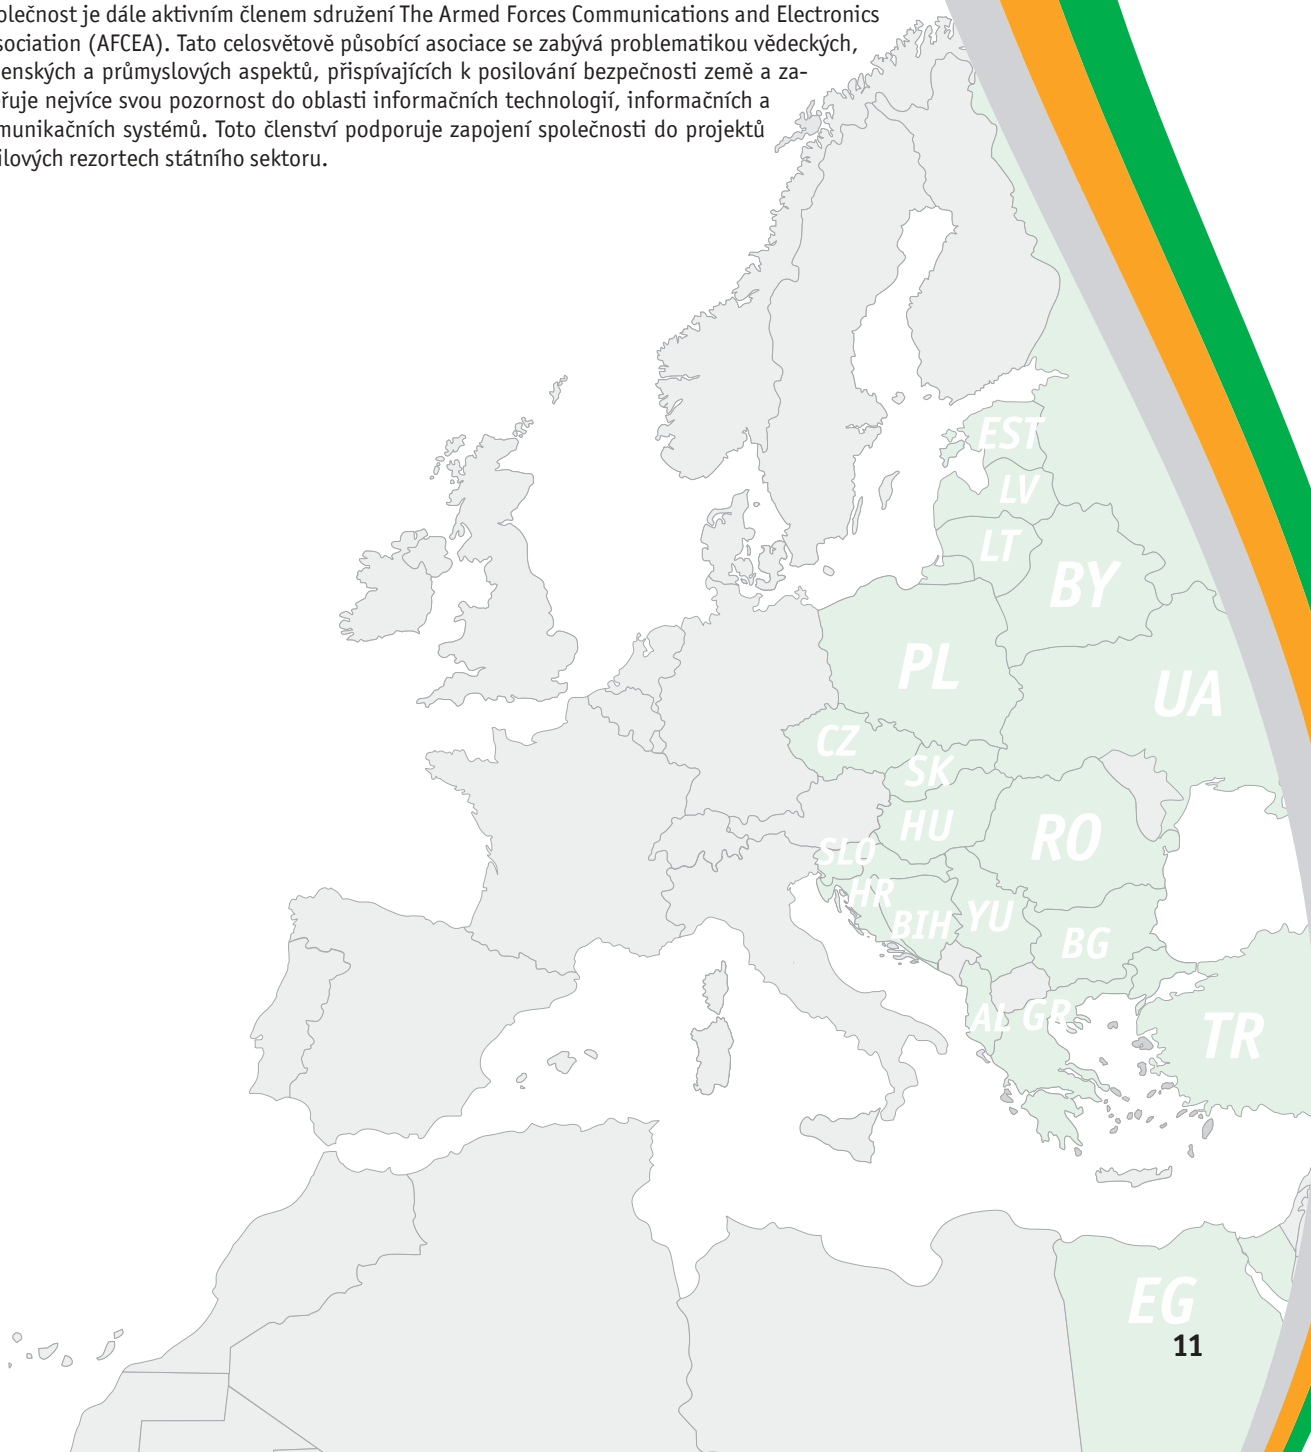 olečnost je dále aktivním členem sdružení The Armed Forces Communications and Electronics
sociation (AFCEA). Tato celosvětově působící asociace se zabývá problematikou vědeckých,
enských a průmyslových aspektů, přispívajících k posilování bezpečnosti země a za-
řuje nejvíce svou pozornost do oblasti informačních technologií, informačních a
munikačních systémů. Toto členství podporuje zapojení společnosti do projektů
ilových rezortech státního sektoru.
EST
LV
LT
BY
PL
UA
CZ
SK
HU
RO
SLO
HR
BIH
YU
BG
AL
GR
TR
EG
11